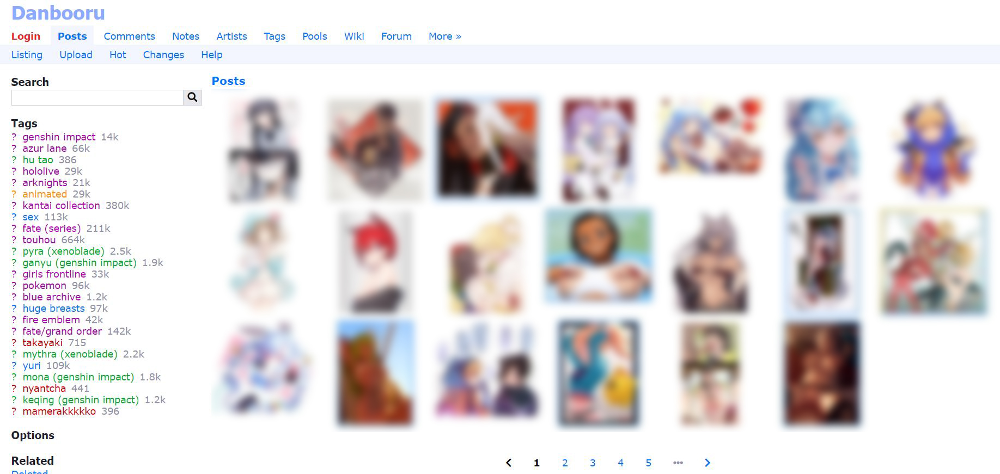 Danbooru
Login Posts Comments Notes Artists Tags Pools Wiki Forum More »
Listing Upload Hot Changes Help
Search
Tags
? genshin impact 14k
? azur lane 66k
? hu tao 386
? hololive 29k
? arknights 21k
? animated 29k
? kantai collection 380k
? sex 113k
? fate (series) 211k
? touhou 664k
? pyra (xenoblade) 2.5k
? ganyu (genshin impact) 1.9k
? girls frontline 33k
? pokemon 96k
? blue archive 1.2k
? huge breasts 97k
? fire emblem 42k
? fate/grand order 142k
? takayaki 715
? mythra (xenoblade) 2.2k
? yuri 109k
? mona (genshin impact) 1.8k
? nyantcha 441
? keqing (genshin impact) 1.2k
? mamerakkkkko 396
Options
Related
Deleted
Posts
1 2 3 4 5 •••